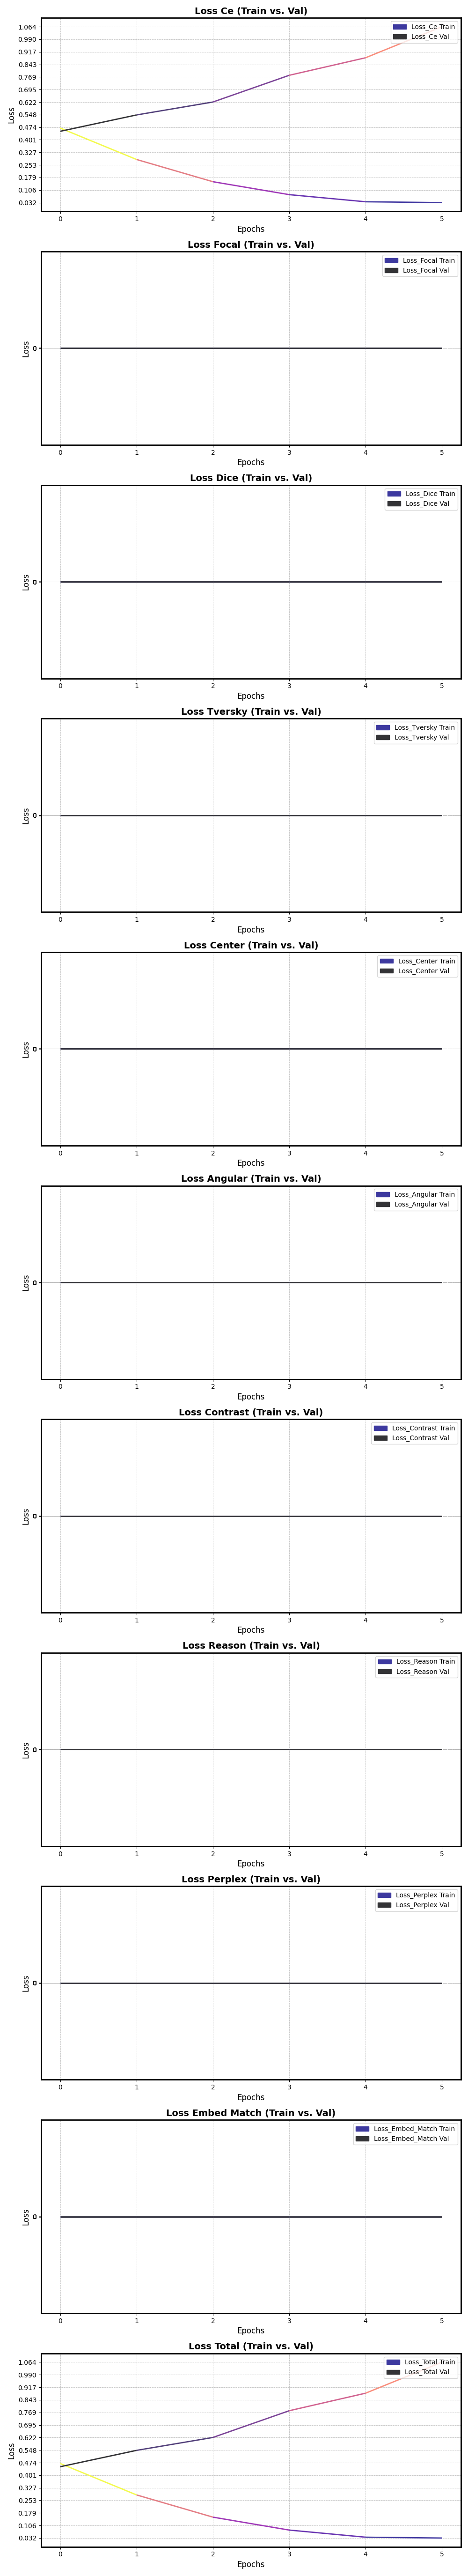 Loss Ce (Train vs. Val)
Loss_Ce Train
Loss_Ce Val
1.064
0.990
0.917
0.843
0.769
0.695
0.622
0.548
0.474
0.401
0.327
0.253
0.179
0.106
0.032
Loss
0 1 2 3 4 5
Epochs
Loss Focal (Train vs. Val)
Loss_Focal Train
Loss_Focal Val
0
Loss
0 1 2 3 4 5
Epochs
Loss Dice (Train vs. Val)
Loss_Dice Train
Loss_Dice Val
0
Loss
0 1 2 3 4 5
Epochs
Loss Tversky (Train vs. Val)
Loss_Tversky Train
Loss_Tversky Val
0
Loss
0 1 2 3 4 5
Epochs
Loss Center (Train vs. Val)
Loss_Center Train
Loss_Center Val
0
Loss
0 1 2 3 4 5
Epochs
Loss Angular (Train vs. Val)
Loss_Angular Train
Loss_Angular Val
0
Loss
0 1 2 3 4 5
Epochs
Loss Contrast (Train vs. Val)
Loss_Contrast Train
Loss_Contrast Val
0
Loss
0 1 2 3 4 5
Epochs
Loss Reason (Train vs. Val)
Loss_Reason Train
Loss_Reason Val
0
Loss
0 1 2 3 4 5
Epochs
Loss Perplex (Train vs. Val)
Loss_Perplex Train
Loss_Perplex Val
0
Loss
0 1 2 3 4 5
Epochs
Loss Embed Match (Train vs. Val)
Loss_Embed_Match Train
Loss_Embed_Match Val
0
Loss
0 1 2 3 4 5
Epochs
Loss Total (Train vs. Val)
Loss_Total Train
Loss_Total Val
1.064
0.990
0.917
0.843
0.769
0.695
0.622
0.548
0.474
0.401
0.327
0.253
0.179
0.106
0.032
Loss
0 1 2 3 4 5
Epochs